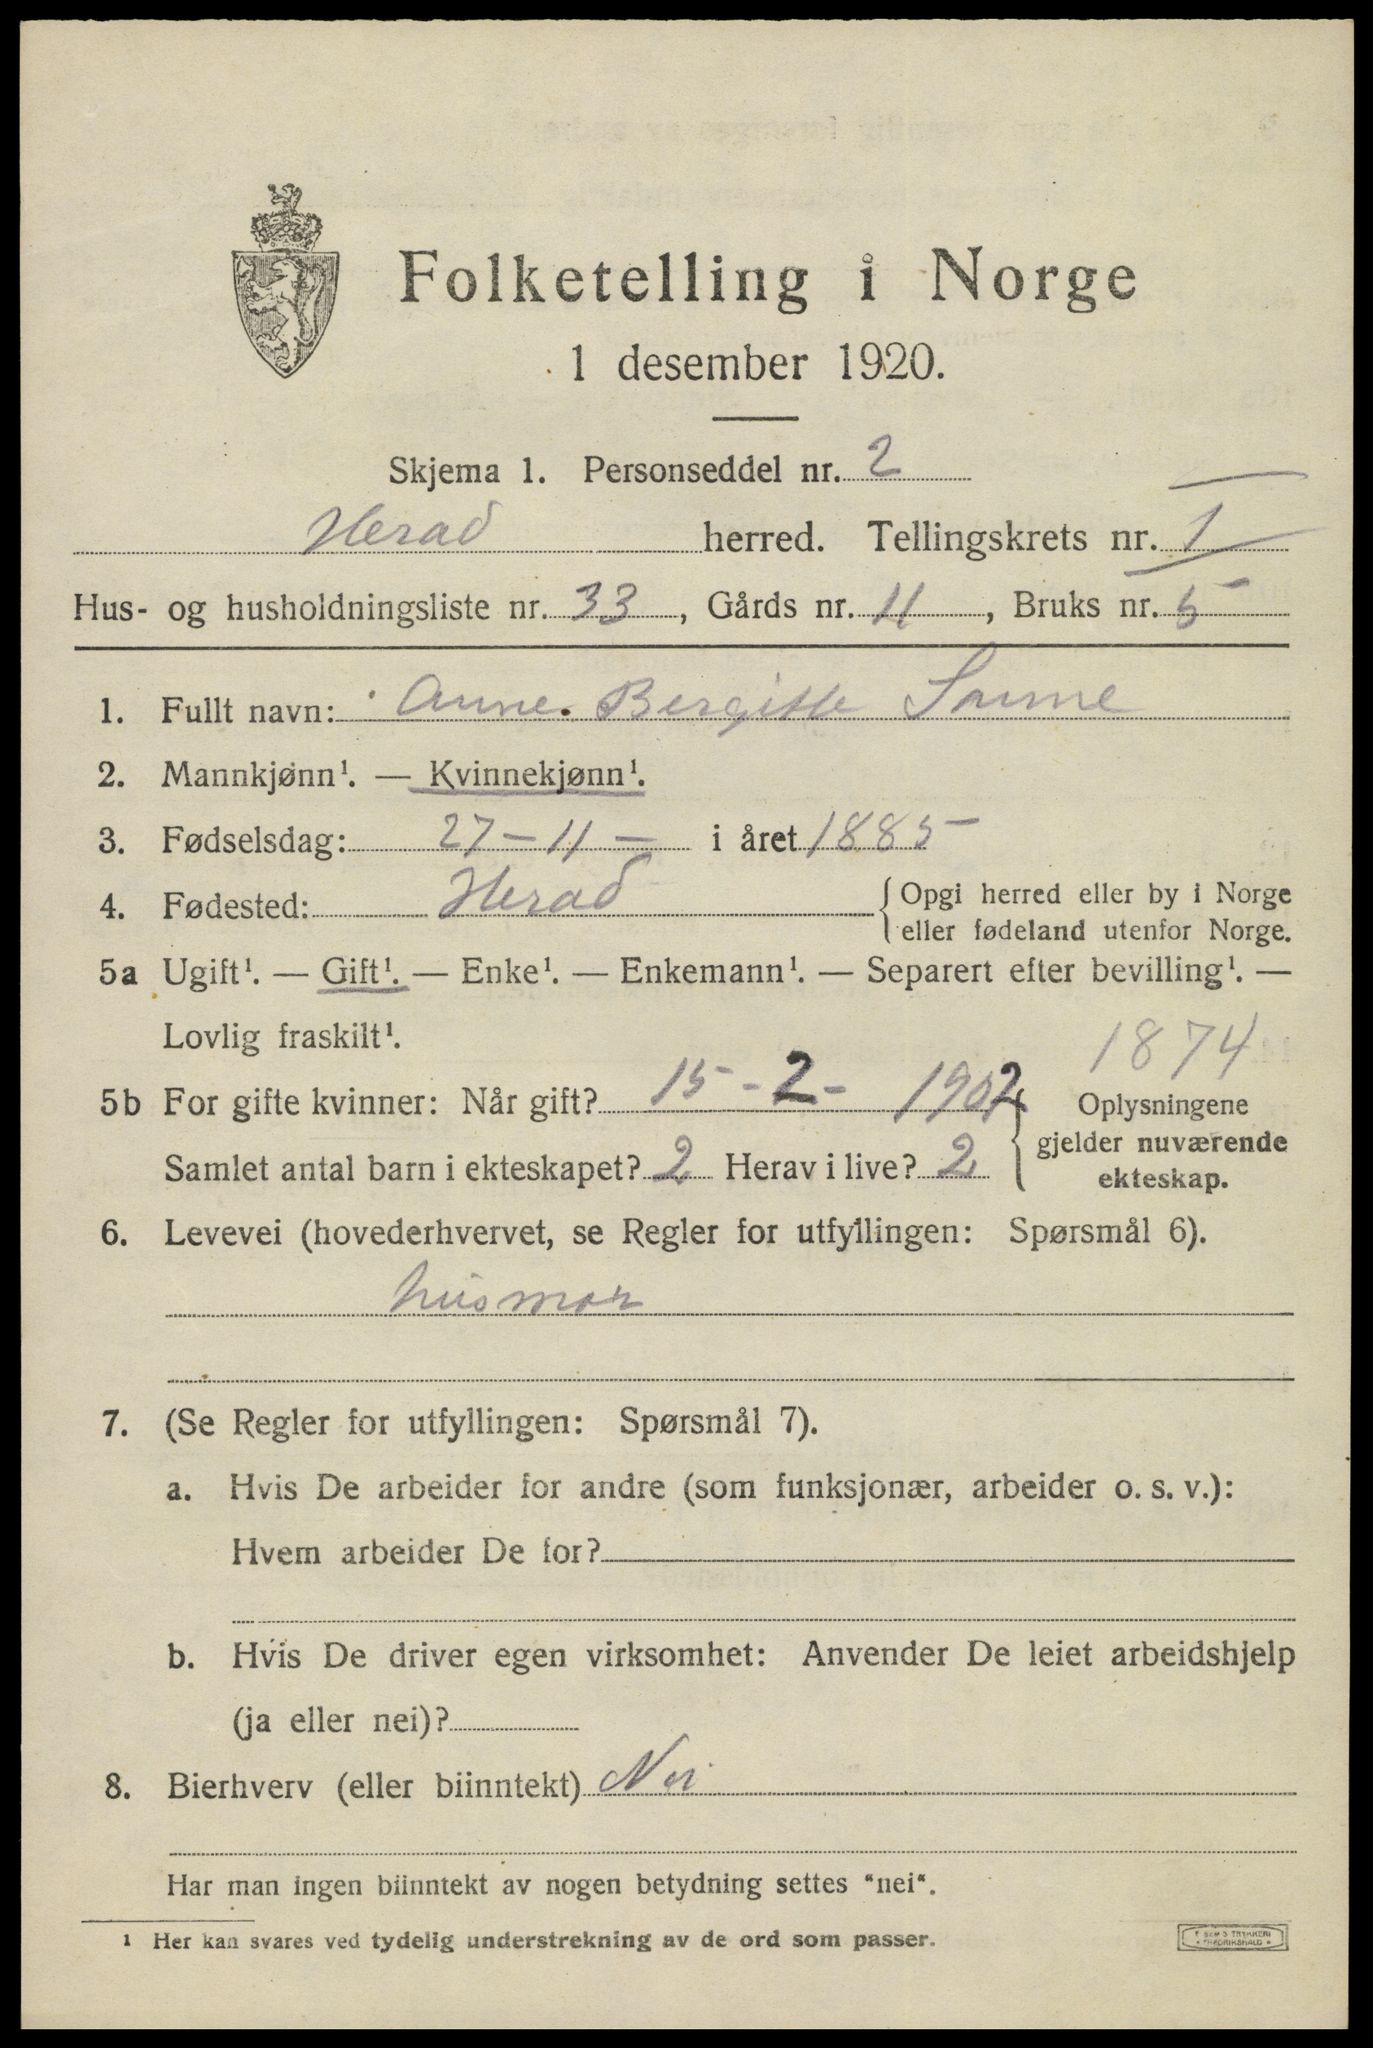 Folketelling i Norge
1 desember 1920.
Skjema 1. Personseddel nr. 2
Herad herred. Tellingskrets nr. 1
Hus- og husholdningsliste nr. 33, Gårds nr. 11, Bruks nr. 5
1. Fullt navn: Anne. Bergitte
2. Mannkjønn¹. — Kvinnekjønn¹.
3. Fødselsdag: 27 - 11 - i året 1885
4. Fødested: Herad { Opgi herred eller by i Norge
eller fødeland utenfor Norge.
5a Ugift¹. — Gift¹. — Enke¹. — Enkemann¹. — Separert efter bevilling¹. —
Lovlig fraskilt¹.
1874
5b For gifte kvinner: Når gift? 15 - 2 - 1902 { Oplysningene
gjelder nuværende
ekteskap.
Samlet antal barn i ekteskapet? 2 Herav i live? 2
6. Levevei (hovederhvervet, se Regler for utfyllingen: Spørsmål 6).
husmor
7. (Se Regler for utfyllingen: Spørsmål 7).
a. Hvis De arbeider for andre (som funksjonær, arbeider o. s. v.):
Hvem arbeider De for?
b. Hvis De driver egen virksomhet: Anvender De leiet arbeidshjelp
(ja eller nei)?
8. Bierhverv (eller biinntekt) Nei
Har man ingen biinntekt av nogen betydning settes "nei".
¹ Her kan svares ved tydelig understrekning av de ord som passer.